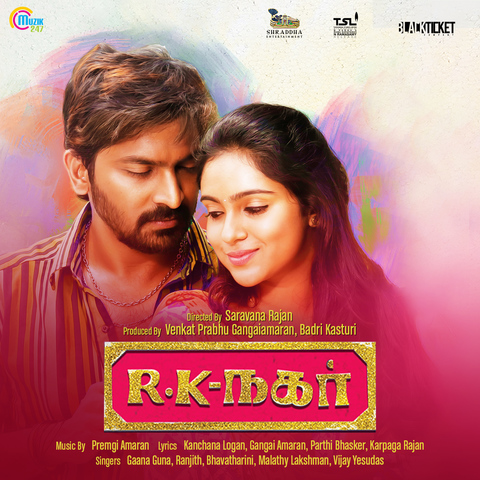 MUZIK
247
SHRADDHA
ENTERTAINMENT
TSL
BLACKTICKET
Directed By Saravana Rajan
Produced By Venkat Prabhu Gangaiamaran, Badri Kasturi
R.K-நகர்
Music By Premgi Amaran Lyrics Kanchana Logan, Gangai Amaran, Parthi Bhasker, Karpaga Rajan
Singers Gaana Guna, Ranjith, Bhavatharini, Malathy Lakshman, Vijay Yesudas